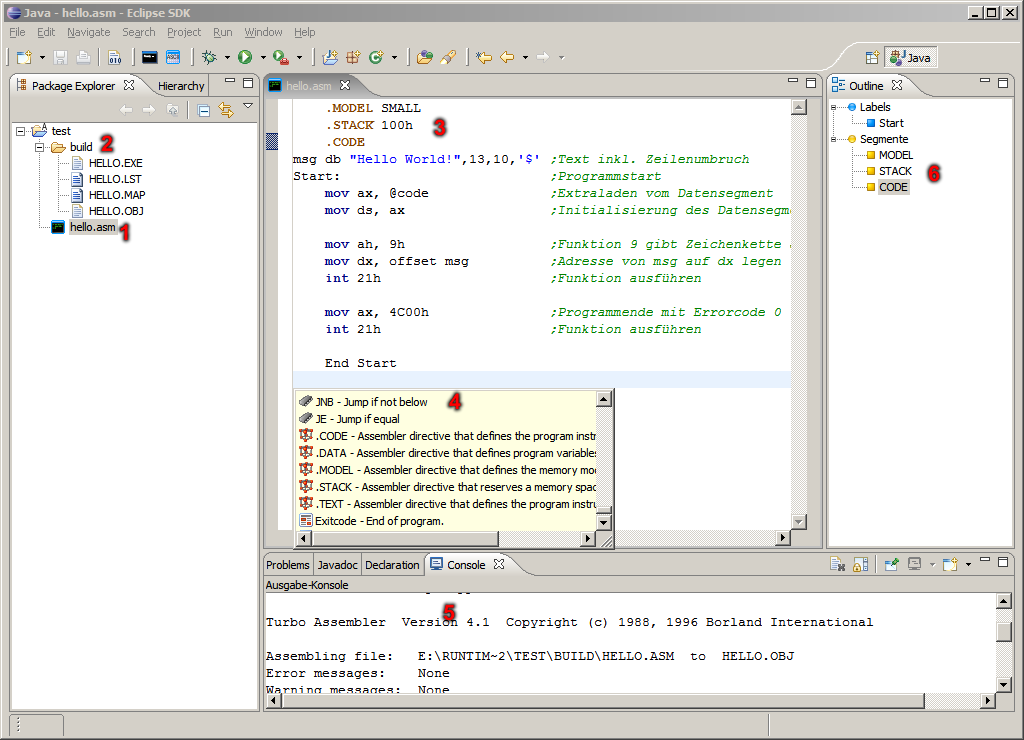 Java - hello.asm - Eclipse SDK
File Edit Navigate Search Project Run Window Help
010
ASCII
Java
Package Explorer Hierarchy
test
build 2
HELLO.EXE
HELLO.LST
HELLO.MAP
HELLO.OBJ
hello.asm 1
hello.asm
.MODEL SMALL
.STACK 100h 3
.CODE
msg db "Hello World!",13,10,'$' ;Text inkl. Zeilenumbruch
Start: ;Programmstart
mov ax, @code ;Extraladen vom Datensegment
mov ds, ax ;Initialisierung des Datensegm
mov ah, 9h ;Funktion 9 gibt Zeichenkette
mov dx, offset msg ;Adresse von msg auf dx legen
int 21h ;Funktion ausführen
mov ax, 4C00h ;Programmende mit Errorcode 0
int 21h ;Funktion ausführen
End Start
JNB - Jump if not below 4
JE - Jump if equal
.CODE - Assembler directive that defines the program instr
.DATA - Assembler directive that defines program variables
.MODEL - Assembler directive that defines the memory mo
.STACK - Assembler directive that reserves a memory spac
.TEXT - Assembler directive that defines the program instru
Exitcode - End of program.
Outline
Labels
Start
Segmente
MODEL
STACK 6
CODE
Problems Javadoc Declaration Console
Ausgabe-Konsole
5
Turbo Assembler Version 4.1 Copyright (c) 1988, 1996 Borland International
Assembling file: E:\RUNTIM~2\TEST\BUILD\HELLO.ASM to HELLO.OBJ
Error messages: None
Warning messages: None